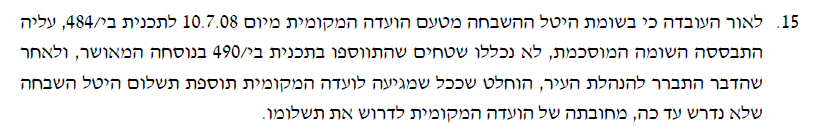 15. לאור העובדה כי בשומת היטל ההשבחה מטעם הועדה המקומית מיום 10.7.08 לתכנית בי/484, עליה
התבססה השומה המוסכמת, לא נכללו שטחים שהתווספו בתכנית בי/490 בנוסחה המאושר, ולאחר
שהדבר התברר להנהלת העיר, הוחלט שככל שמגיעה לועדה המקומית תוספת תשלום היטל השבחה
שלא נדרש עד כה, מחובתה של הועדה המקומית לדרוש את תשלומו.